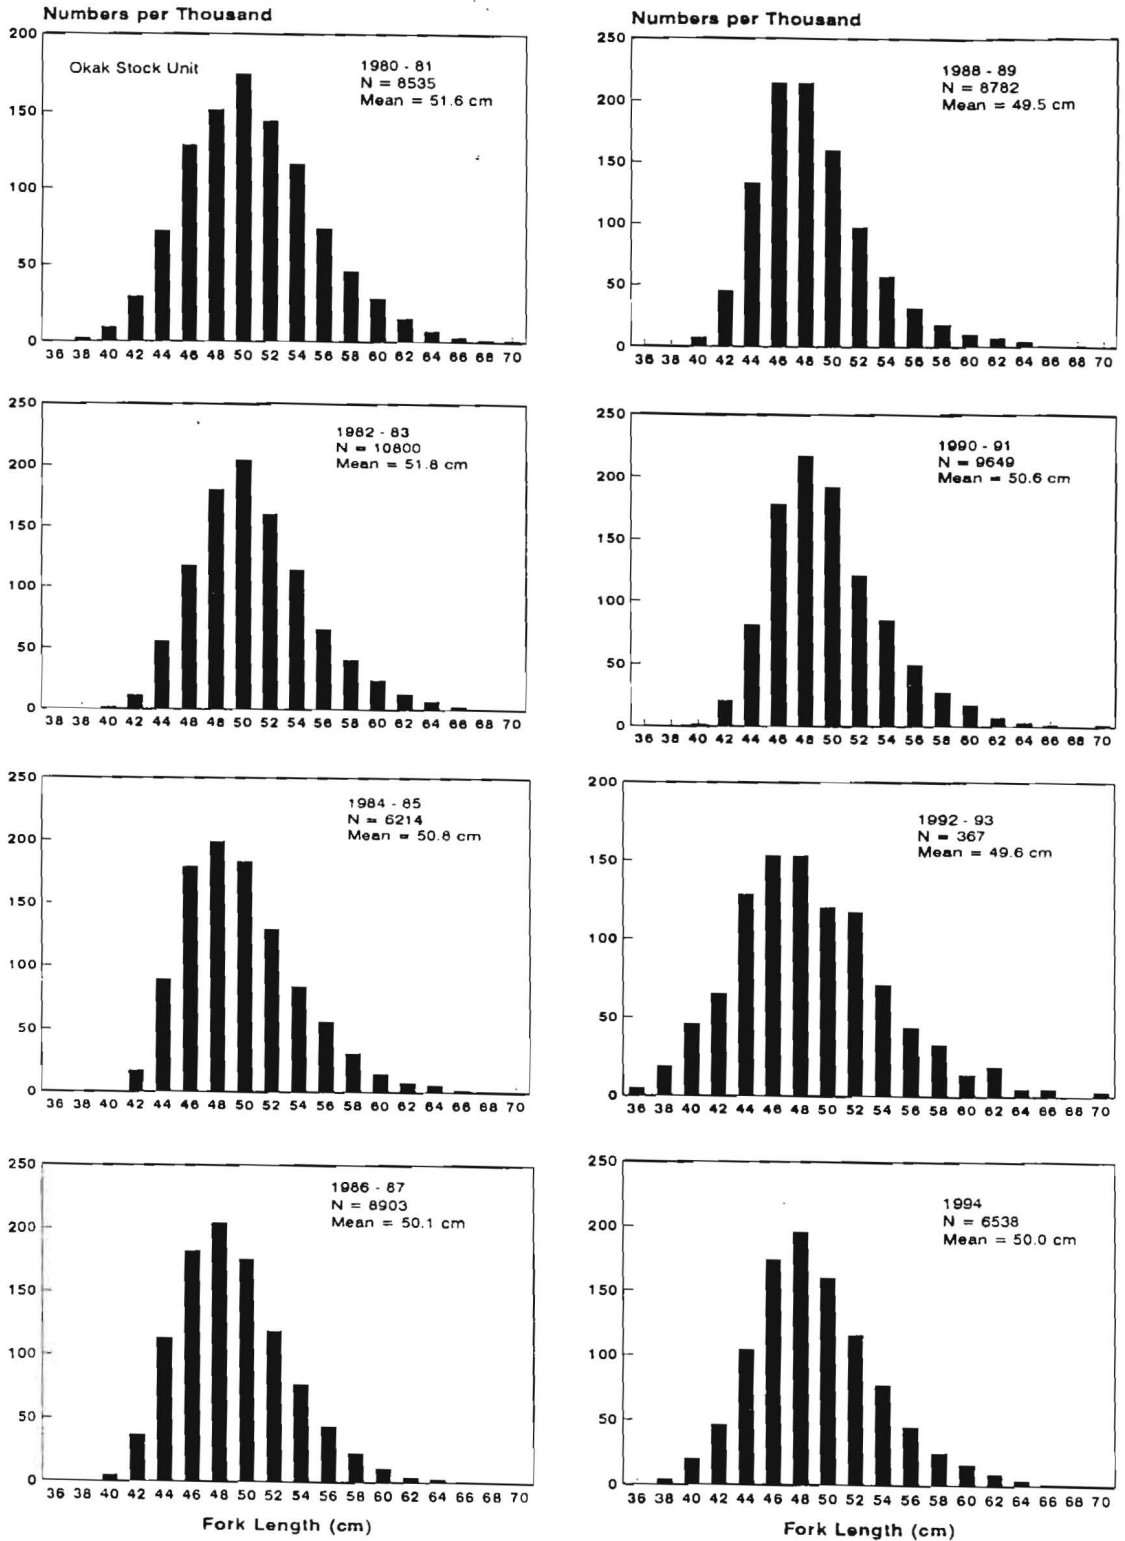 Numbers per Thousand
200
150
100
50
0
Okak Stock Unit
1980 - 81
N = 8535
Mean = 51.6 cm
36 38 40 42 44 46 48 50 52 54 56 58 60 62 64 66 68 70
Numbers per Thousand
250
200
150
100
50
0
1988 - 89
N = 8782
Mean = 49.5 cm
36 38 40 42 44 46 48 50 52 54 56 58 60 62 64 66 68 70
250
200
150
100
50
0
1982 - 83
N = 10800
Mean = 51.8 cm
38 38 40 42 44 46 48 50 52 54 56 58 60 62 64 66 68 70
250
200
150
100
50
0
1990 - 91
N = 9649
Mean = 50.6 cm
36 38 40 42 44 46 48 50 52 54 56 58 60 62 64 66 68 70
250
200
150
100
50
0
1984 - 85
N = 6214
Mean = 50.8 cm
36 38 40 42 44 46 48 50 52 54 56 58 60 62 64 66 68 70
200
150
100
50
0
1992 - 93
N = 367
Mean = 49.6 cm
36 38 40 42 44 46 48 50 52 54 56 58 60 62 64 66 68 70
250
200
150
100
50
0
1986 - 87
N = 8903
Mean = 50.1 cm
36 38 40 42 44 46 48 50 52 54 56 58 60 62 64 66 68 70
Fork Length (cm)
250
200
150
100
50
0
1994
N = 6538
Mean = 50.0 cm
36 38 40 42 44 46 48 50 52 54 56 58 60 62 64 66 68 70
Fork Length (cm)